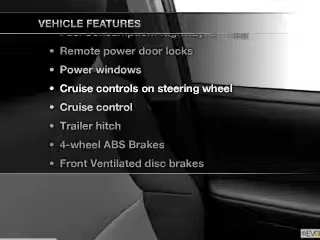 VEHICLE FEATURES
• Remote power door locks
• Power windows
• Cruise controls on steering wheel
• Cruise control
• Trailer hitch
• 4-wheel ABS Brakes
• Front Ventilated disc brakes